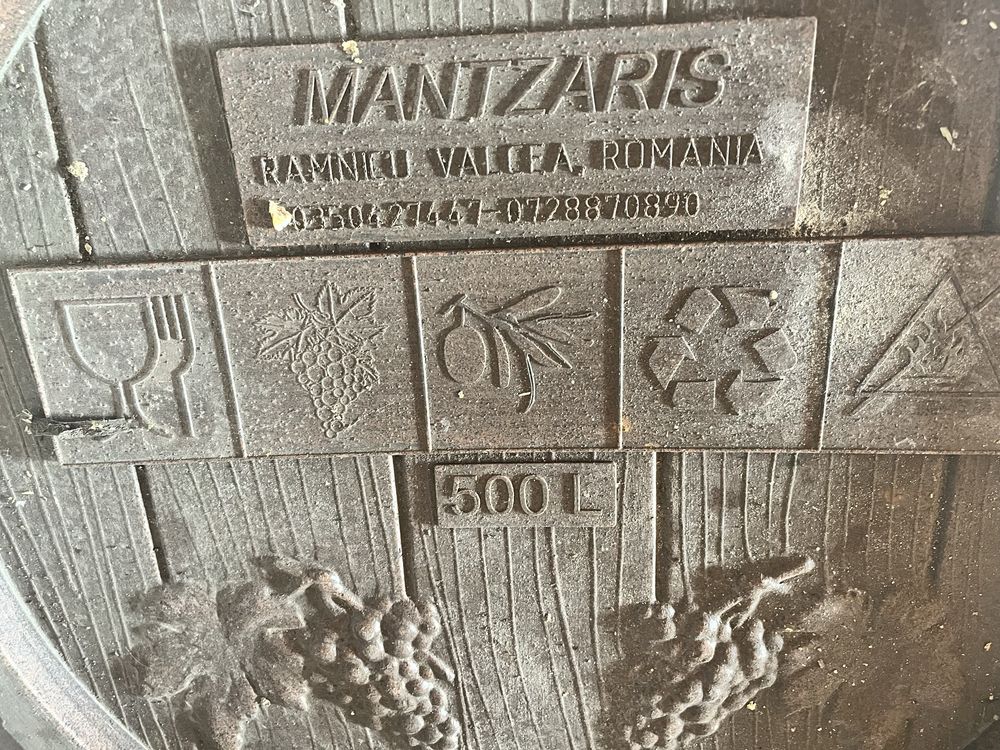 MANTZARIS
RAMNICU VALCEA, ROMANIA
0350427447-0728870890
500 L